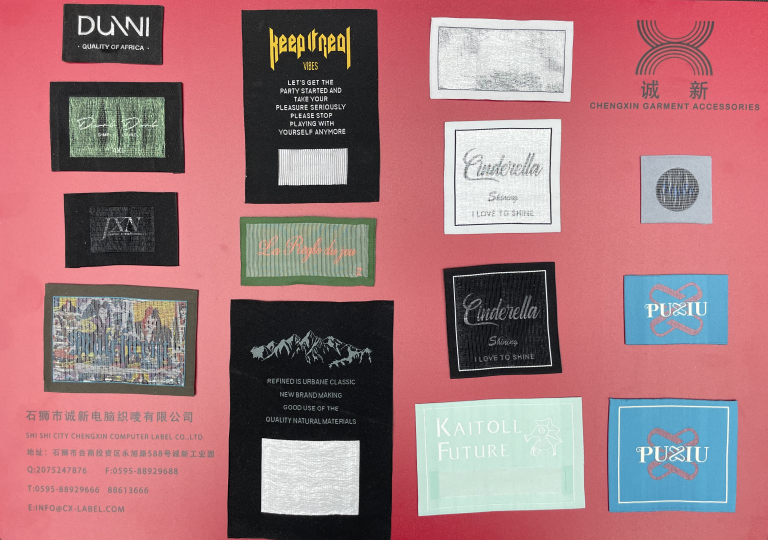 DUNI
· QUALITY OF AFRICA ·
JXN
石狮市诚新电脑织唛有限公司
SHI SHI CITY CHENGXIN COMPUTER LABEL CO.,LTD.
Q:2075247876 F:0595-88929688
T:0595-88929666 88613666
E:INFO@CX-LABEL.COM
keep it real
VIBES
LET'S GET THE
PARTY STARTED AND
TAKE YOUR
PLEASURE SERIOUSLY
PLEASE STOP
PLAYING WITH
YOURSELF ANYMORE
REFINED IS URBANE CLASSIC
NEW BRAND MAKING
GOOD USE OF THE
QUALITY NATURAL MATERIALS
Cinderella
Shining
I LOVE TO SHINE
Cinderella
Shining
I LOVE TO SHINE
KAITOLL
FUTURE
诚 新
CHENGXIN GARMENT ACCESSORIES
PUXIU
PUXIU